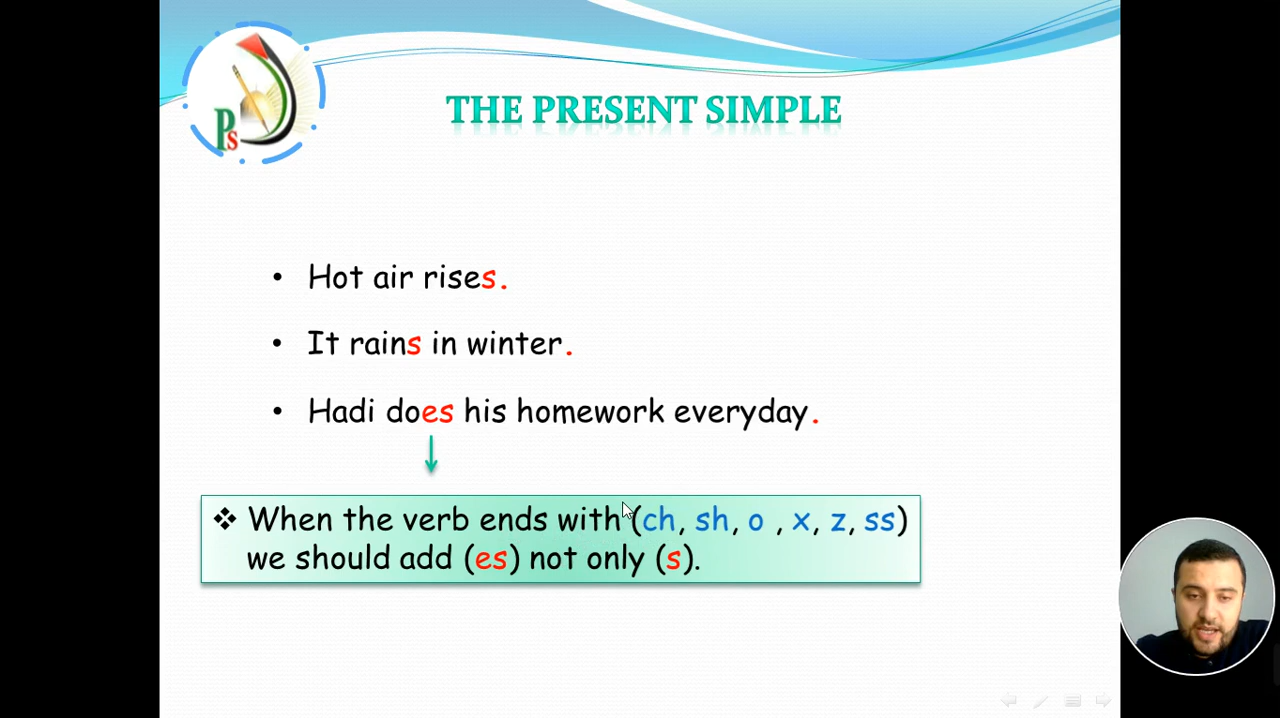 Ps
THE PRESENT SIMPLE
• Hot air rises.
• It rains in winter.
• Hadi does his homework everyday.
❖ When the verb ends with (ch, sh, o , x, z, ss)
we should add (es) not only (s).